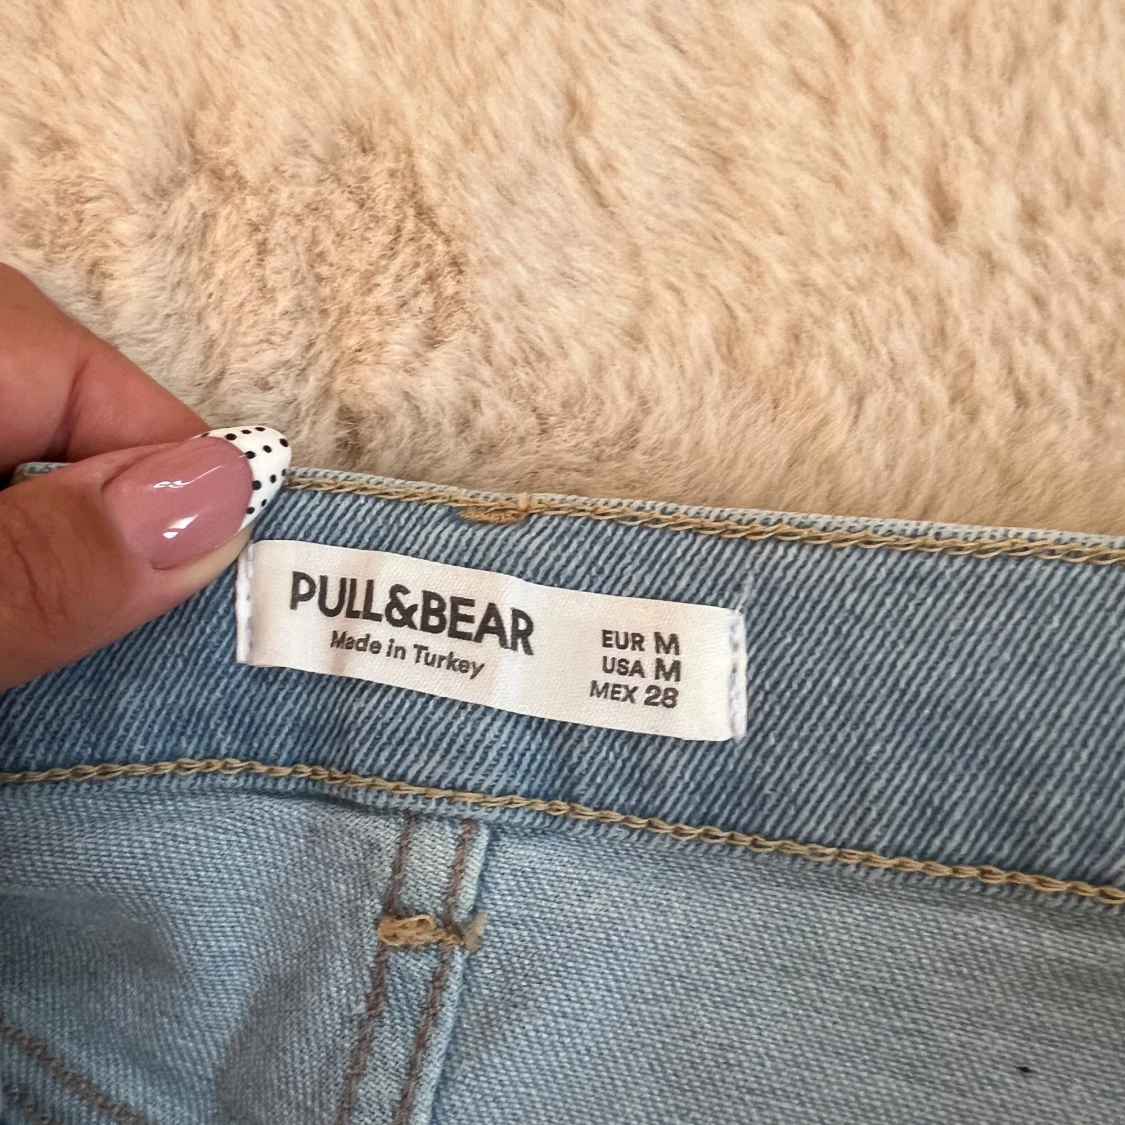 PULL&BEAR
Made in Turkey
EUR M
USA M
MEX 28